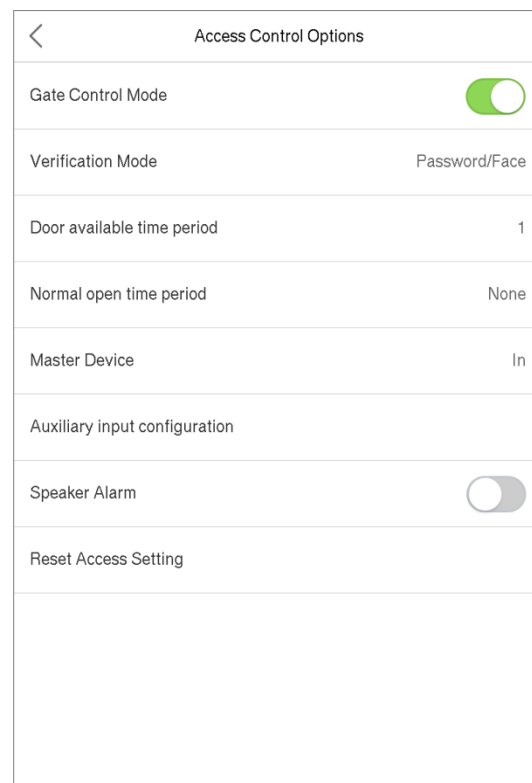 Access Control Options
Gate Control Mode
Verification Mode Password/Face
Door available time period 1
Normal open time period None
Master Device In
Auxiliary input configuration
Speaker Alarm
Reset Access Setting